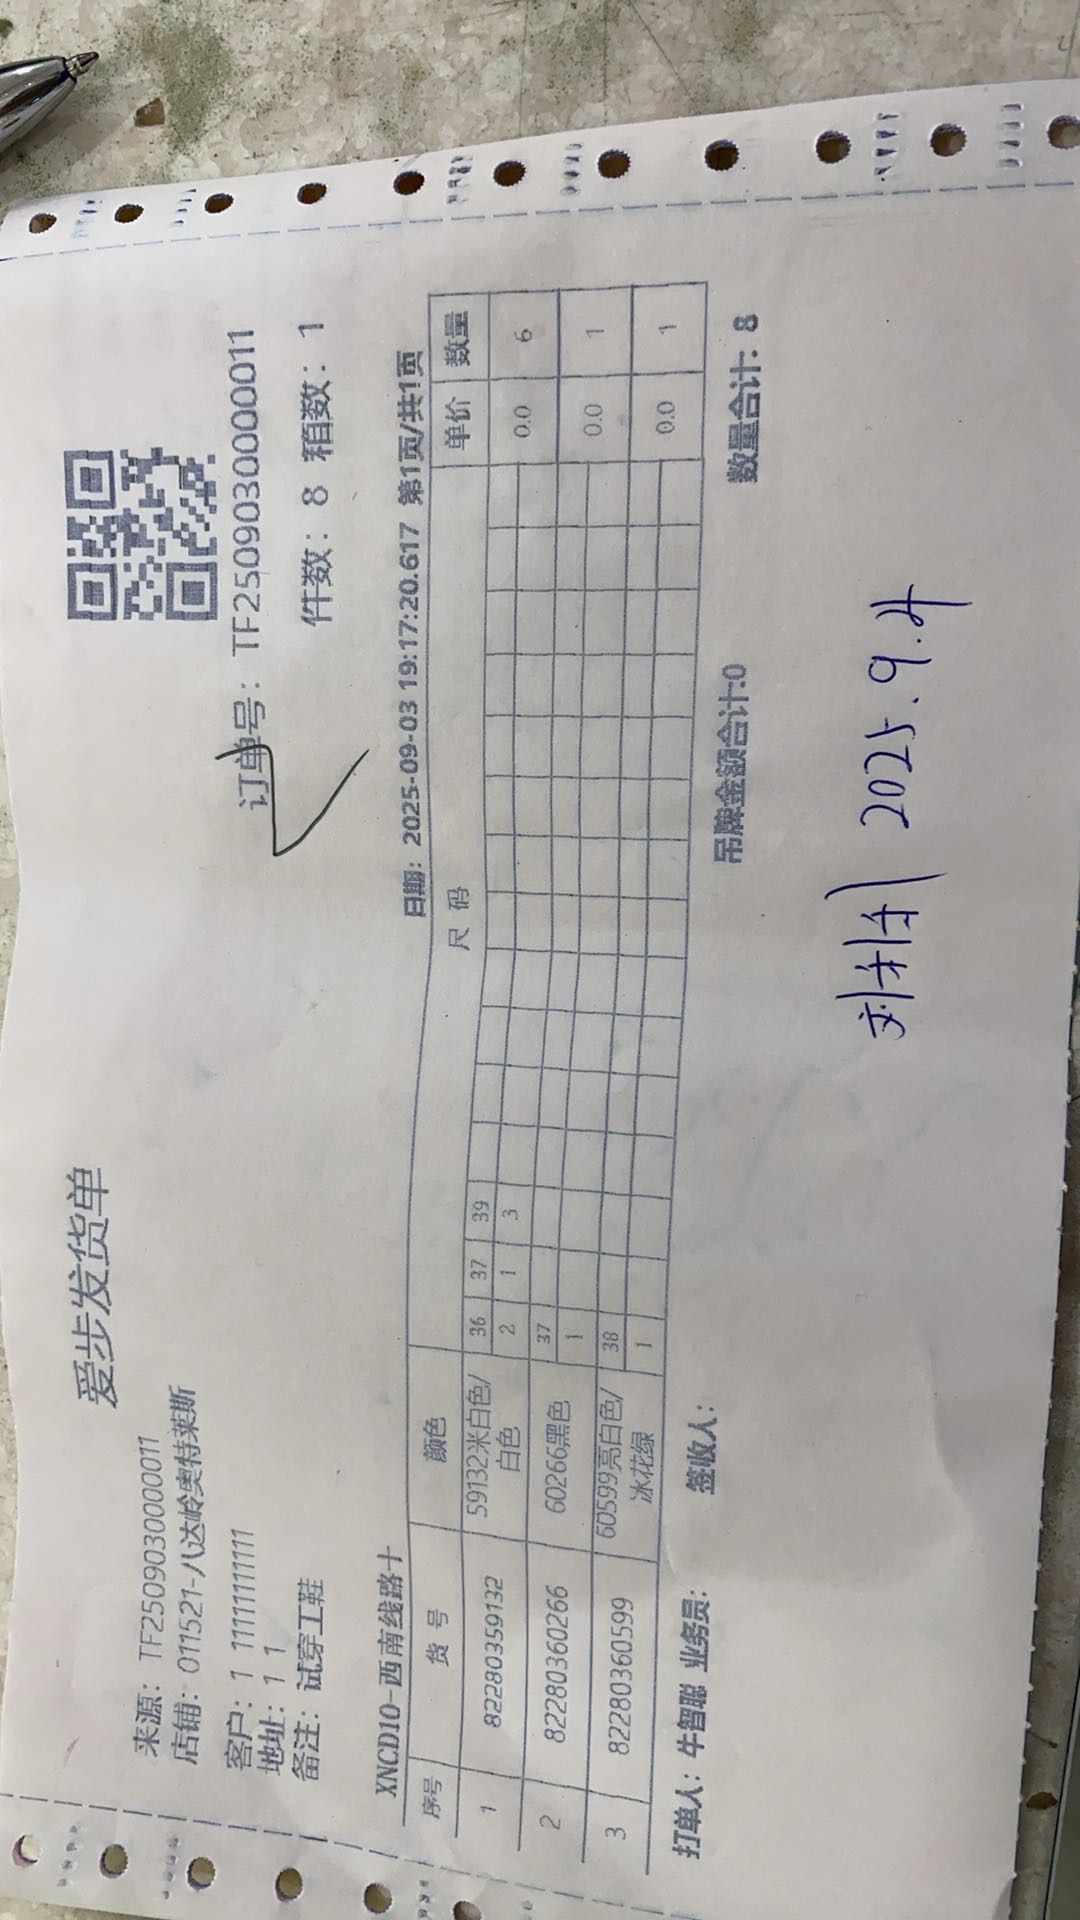 爱步发货单
来源：TF2509030000011
店铺：011521-八达岭奥特莱斯
订单号：TF2509030000011
客户：1 11111111111
地址：1 1
件数：8 箱数：1
备注：试穿工鞋
XNCD10-西南线路十
日期：2025-09-03 19:17:20.617 第1页/共1页
序号 货 号 颜色 尺 码 单价 数量
36 37 39
1 82280359132 59132米白色/白色 2 1 3 0.0 6
37
2 82280360266 60266黑色 1 0.0 1
38
3 82280360599 60599亮白色/冰花绿 1 0.0 1
打单人：牛智聪 业务员： 签收人： 吊牌金额合计:0 数量合计：8
刘 2025.9.4